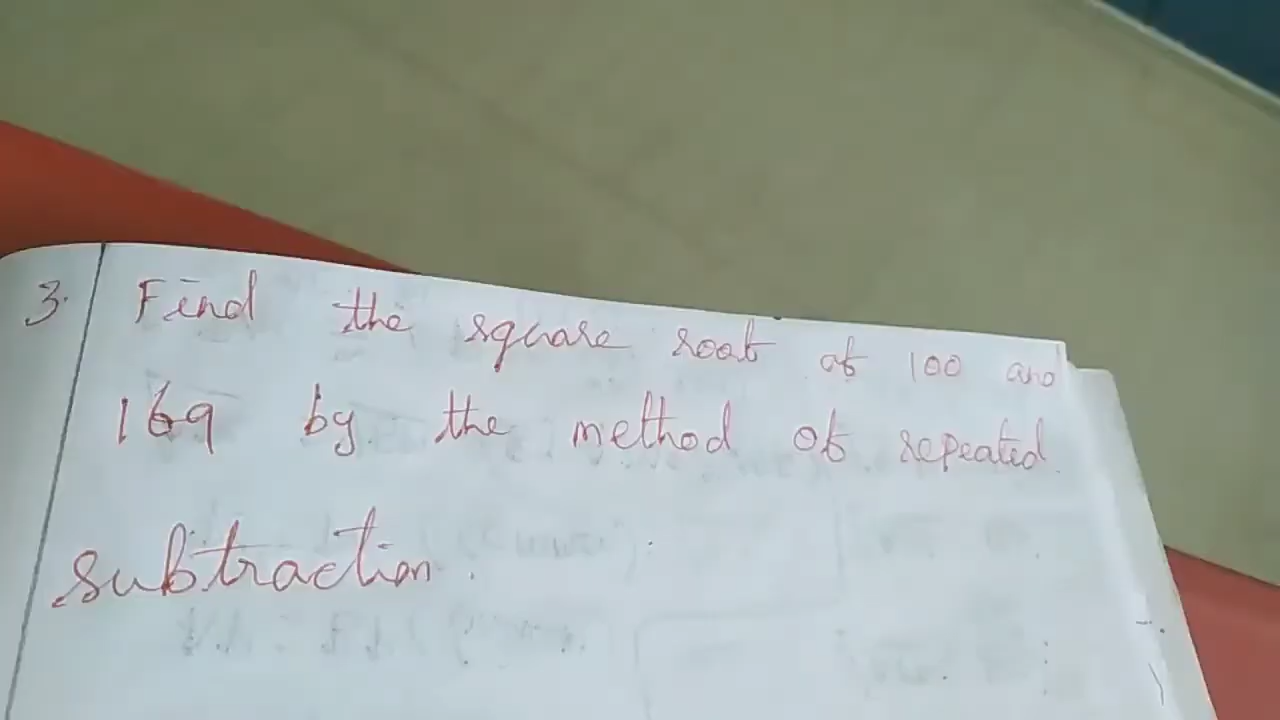 3. Find the square root of 100 and
169 by the method of repeated
subtraction.